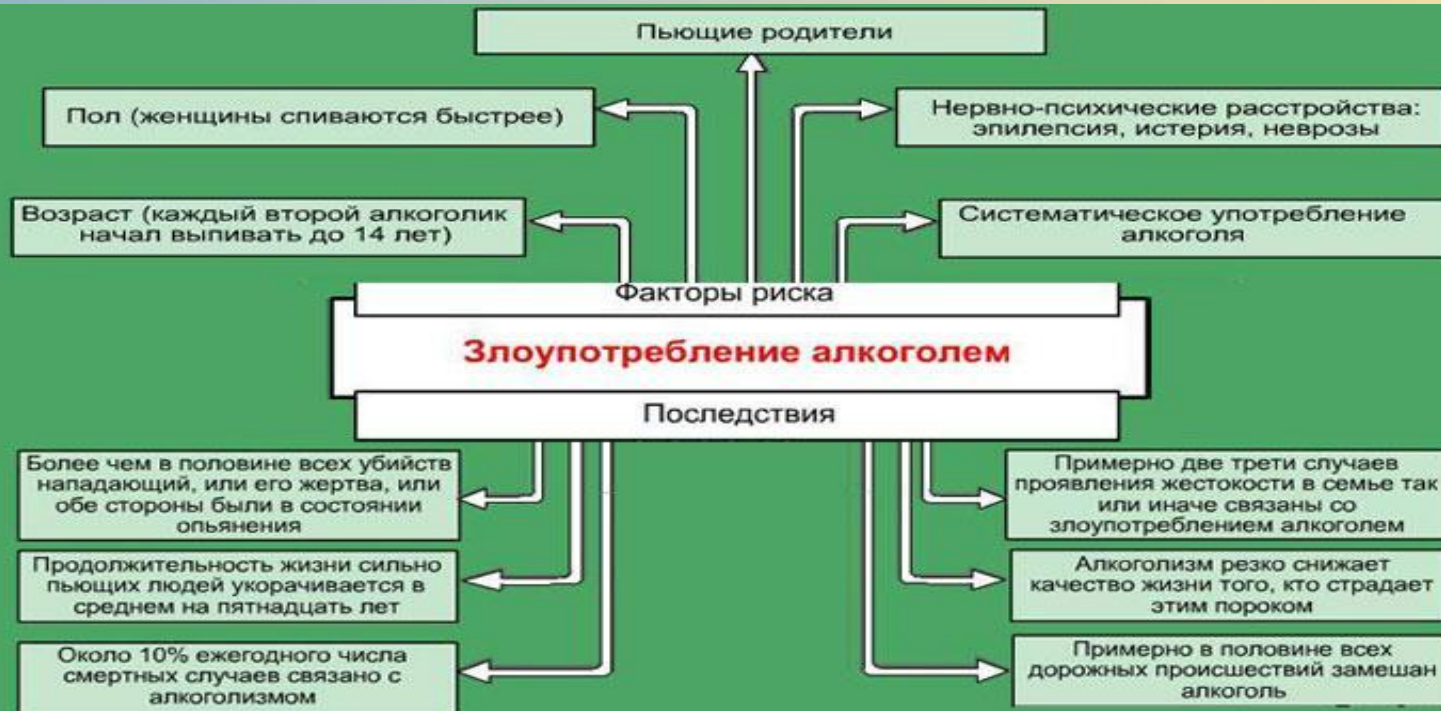 Пьющие родители
Пол (женщины спиваются быстрее)
Нервно-психические расстройства:
эпилепсия, истерия, неврозы
Возраст (каждый второй алкоголик
начал выпивать до 14 лет)
Систематическое употребление
алкоголя
Факторы риска
Злоупотребление алкоголем
Последствия
Более чем в половине всех убийств
нападающий, или его жертва, или
обе стороны были в состоянии
опьянения
Примерно две трети случаев
проявления жестокости в семье так
или иначе связаны со
злоупотреблением алкоголем
Продолжительность жизни сильно
пьющих людей укорачивается в
среднем на пятнадцать лет
Алкоголизм резко снижает
качество жизни того, кто страдает
этим пороком
Около 10% ежегодного числа
смертных случаев связано с
алкоголизмом
Примерно в половине всех
дорожных происшествий замешан
алкоголь